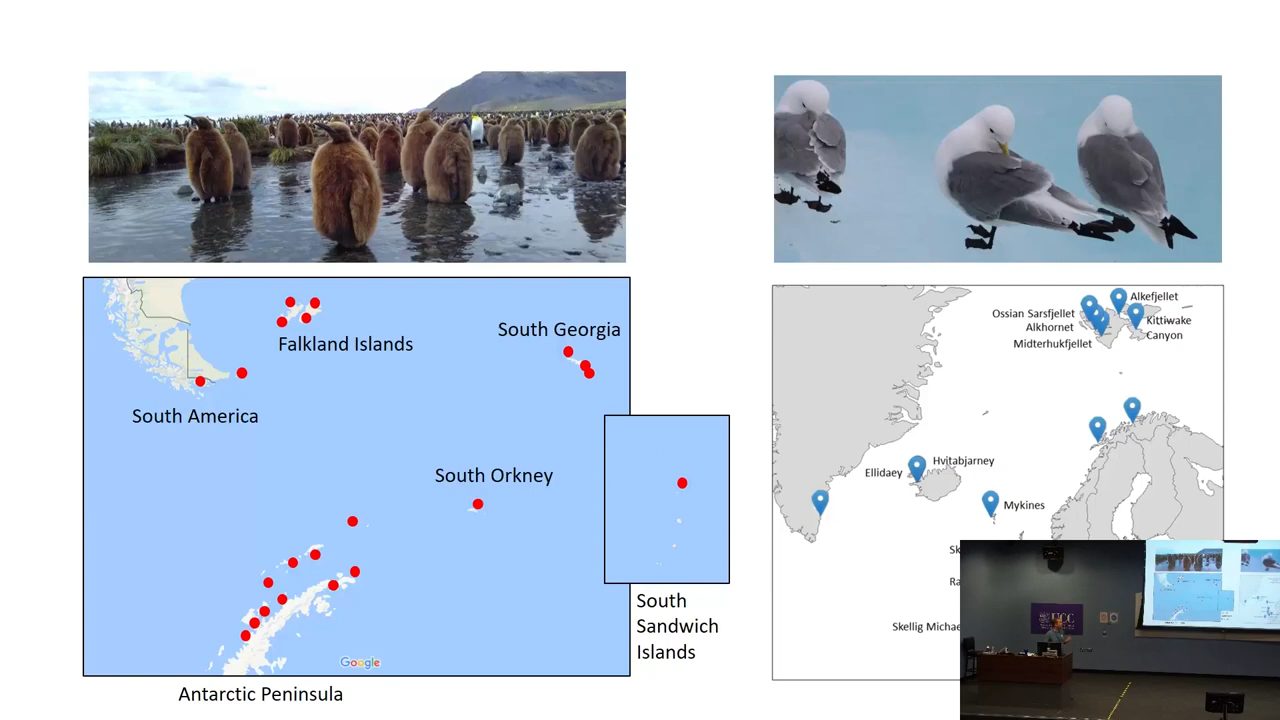 Falkland Islands
South Georgia
South America
South Orkney
South
Sandwich
Islands
Google
Antarctic Peninsula
Alkefjellet
Ossian Sarsfjellet
Kittiwake
Canyon
Alkhornet
Midterhukfjellet
Hvitabjarney
Ellidaey
Mykines
Skellig Michae
UCC